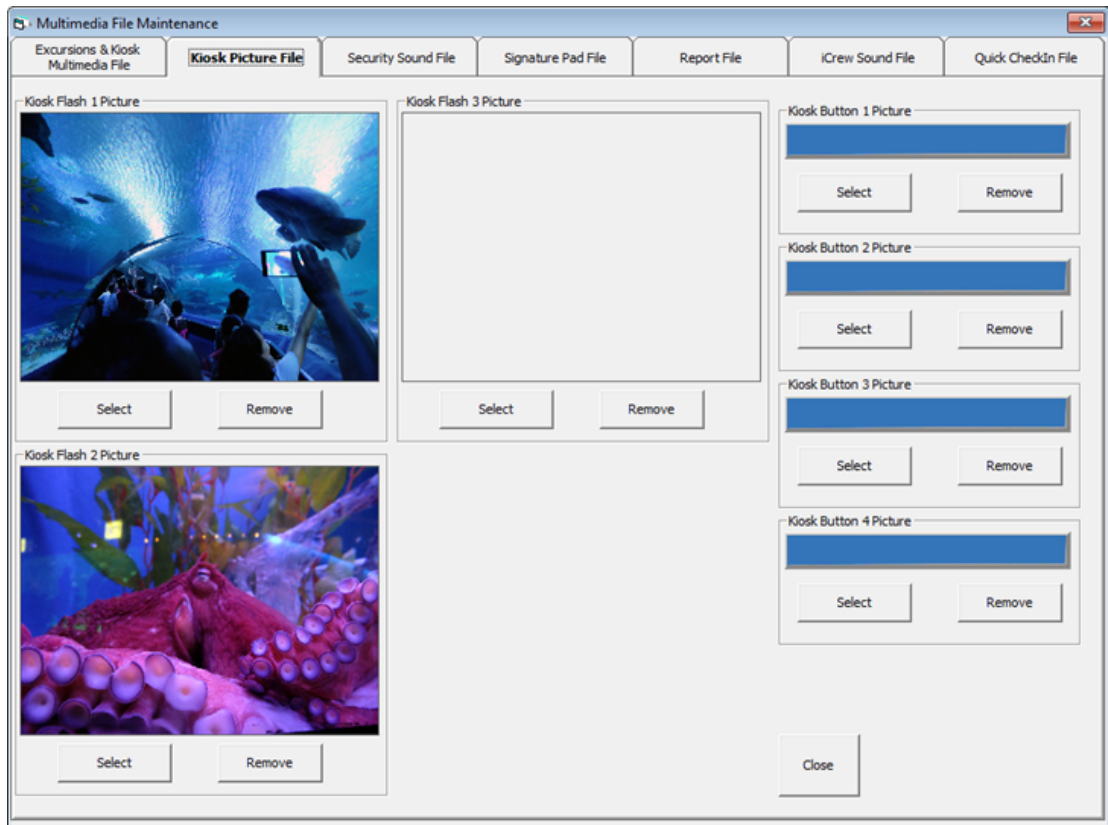 Multimedia File Maintenance
Excursions & Kiosk
Multimedia File
Kiosk Picture File
Security Sound File
Signature Pad File
Report File
iCrew Sound File
Quick CheckIn File
Kiosk Flash 1 Picture
Select
Remove
Kiosk Flash 2 Picture
Select
Remove
Kiosk Flash 3 Picture
Select
Remove
Kiosk Button 1 Picture
Select
Remove
Kiosk Button 2 Picture
Select
Remove
Kiosk Button 3 Picture
Select
Remove
Kiosk Button 4 Picture
Select
Remove
Close